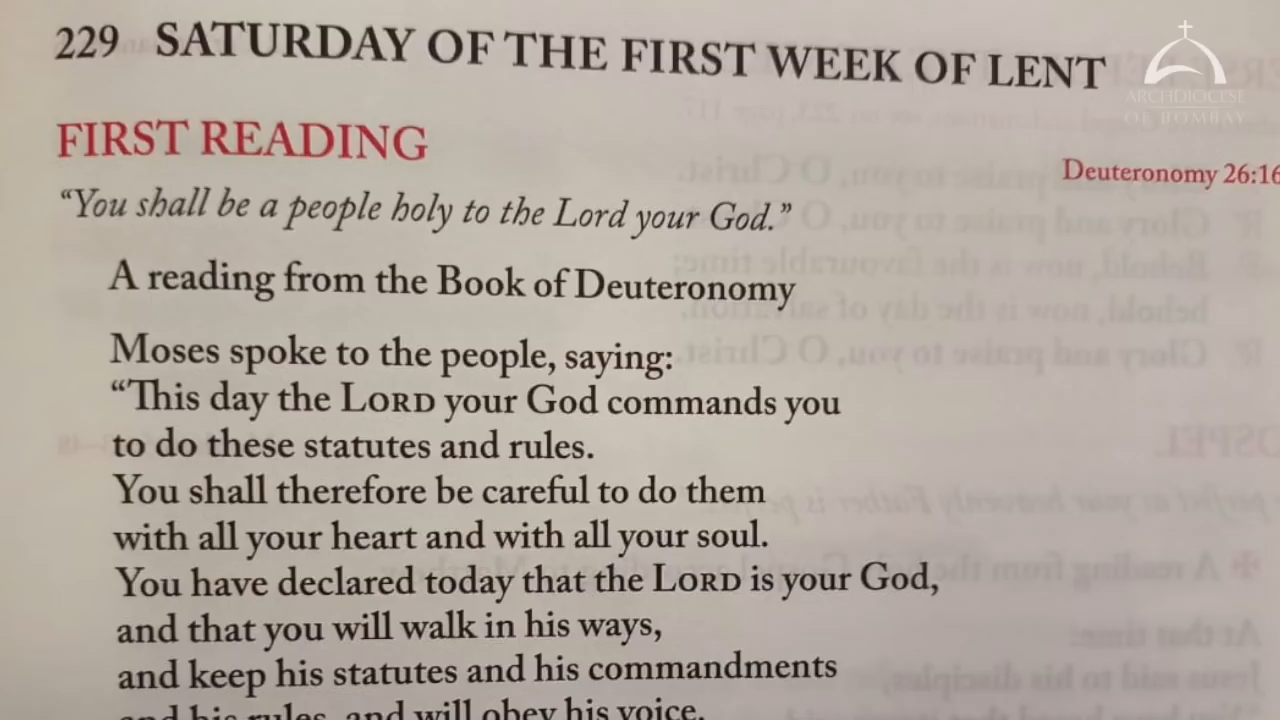 229 SATURDAY OF THE FIRST WEEK OF LENT
ARCHDIOCESE
OF BOMBAY
FIRST READING
Deuteronomy 26:16
“You shall be a people holy to the Lord your God.”
A reading from the Book of Deuteronomy
Moses spoke to the people, saying:
“This day the LORD your God commands you
to do these statutes and rules.
You shall therefore be careful to do them
with all your heart and with all your soul.
You have declared today that the LORD is your God,
and that you will walk in his ways,
and keep his statutes and his commandments
and his rules, and will obey his voice.